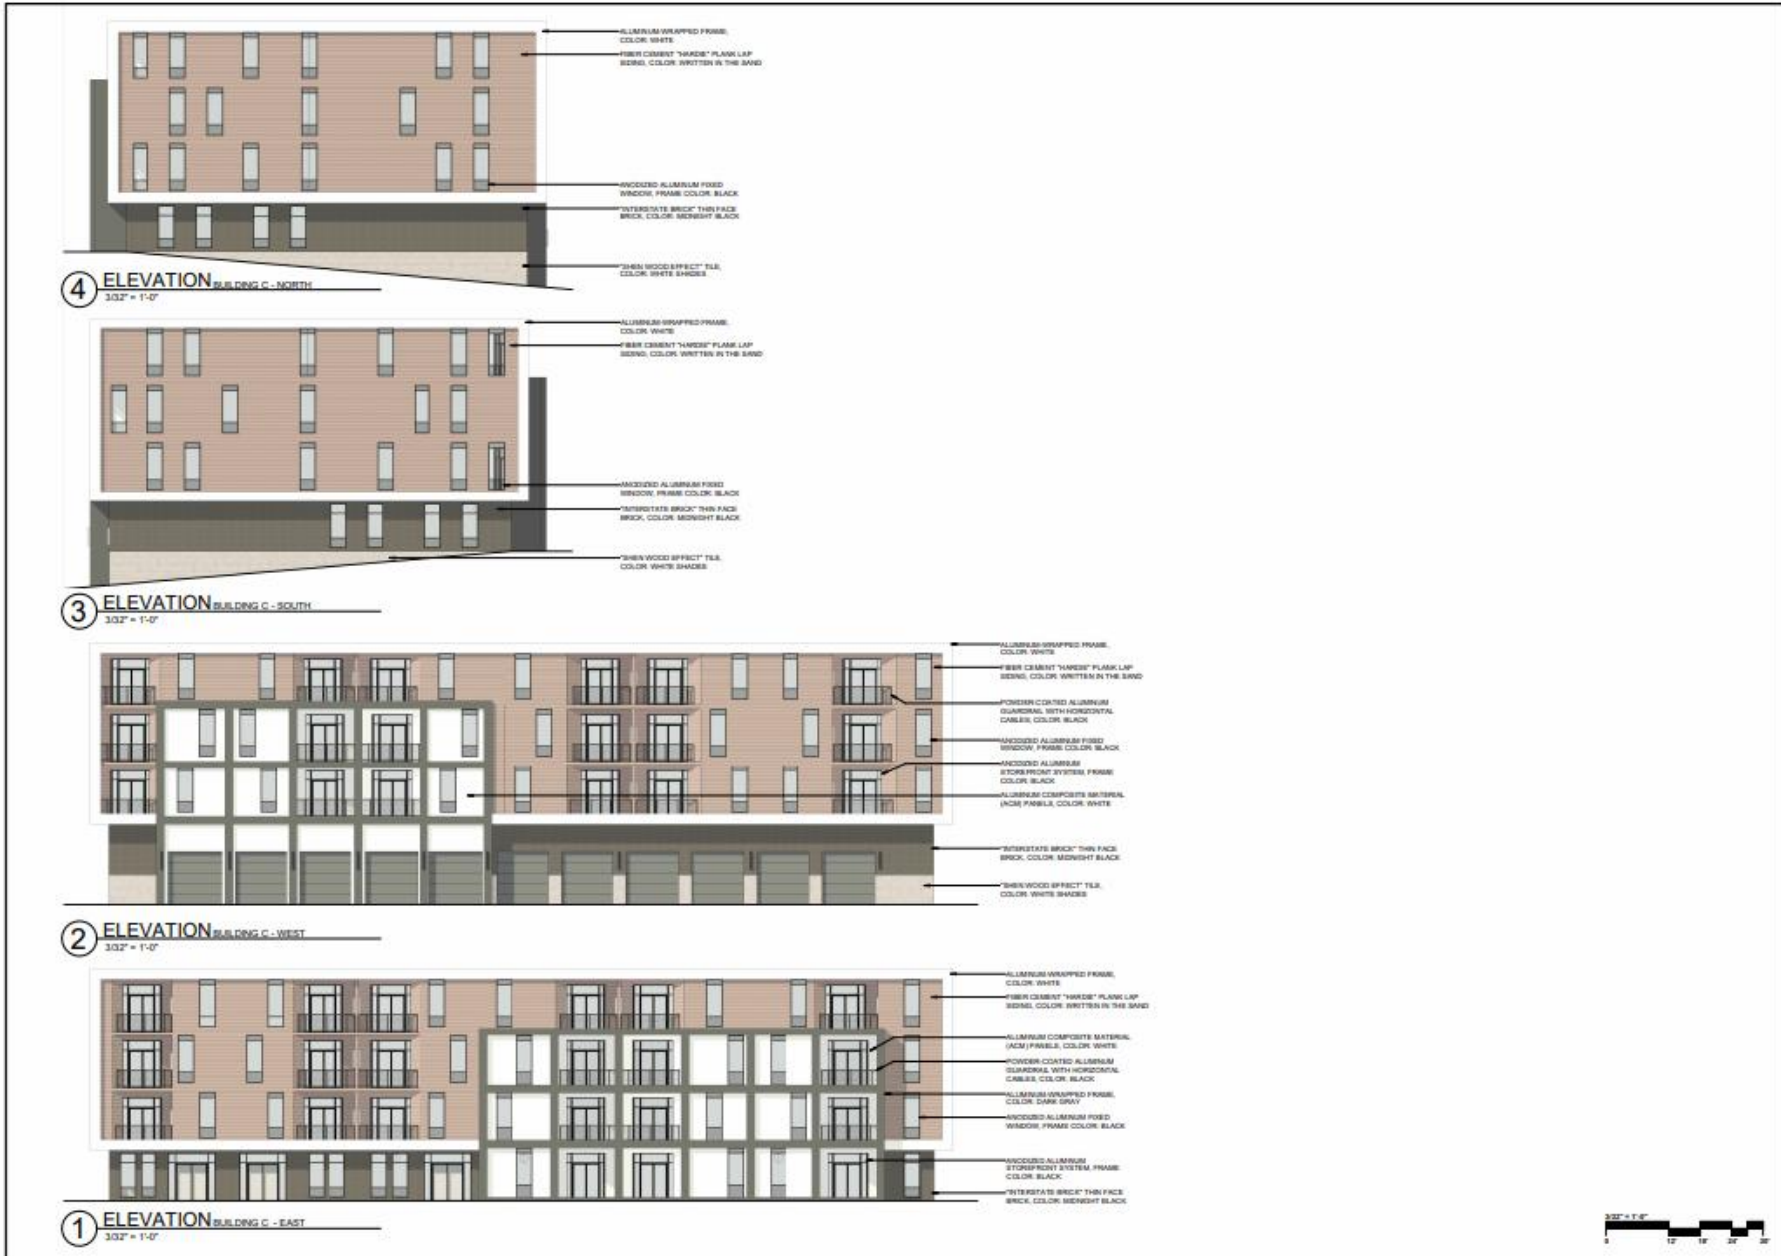 ALUMINUM-WRAPPED FRAME,
COLOR: WHITE
FIBER CEMENT "HARDIE" PLANK LAP
SIDING, COLOR: WRITTEN IN THE SAND
ANODIZED ALUMINUM FIXED
WINDOW, FRAME COLOR: BLACK
"INTERSTATE BRICK" THIN FACE
BRICK, COLOR: MIDNIGHT BLACK
"SHEN WOOD EFFECT" TILE,
COLOR: WHITE SHADES
4 ELEVATION BUILDING C - NORTH
3/32" = 1'-0"
ALUMINUM-WRAPPED FRAME,
COLOR: WHITE
FIBER CEMENT "HARDIE" PLANK LAP
SIDING, COLOR: WRITTEN IN THE SAND
ANODIZED ALUMINUM FIXED
WINDOW, FRAME COLOR: BLACK
"INTERSTATE BRICK" THIN FACE
BRICK, COLOR: MIDNIGHT BLACK
"SHEN WOOD EFFECT" TILE,
COLOR: WHITE SHADES
3 ELEVATION BUILDING C - SOUTH
3/32" = 1'-0"
ALUMINUM-WRAPPED FRAME,
COLOR: WHITE
FIBER CEMENT "HARDIE" PLANK LAP
SIDING, COLOR: WRITTEN IN THE SAND
POWDER-COATED ALUMINUM
GUARDRAIL WITH HORIZONTAL
CABLES, COLOR: BLACK
ANODIZED ALUMINUM FIXED
WINDOW, FRAME COLOR: BLACK
ANODIZED ALUMINUM
STOREFRONT SYSTEM, FRAME
COLOR: BLACK
ALUMINUM COMPOSITE MATERIAL
(ACM) PANELS, COLOR: WHITE
"INTERSTATE BRICK" THIN FACE
BRICK, COLOR: MIDNIGHT BLACK
"SHEN WOOD EFFECT" TILE,
COLOR: WHITE SHADES
2 ELEVATION BUILDING C - WEST
3/32" = 1'-0"
ALUMINUM-WRAPPED FRAME,
COLOR: WHITE
FIBER CEMENT "HARDIE" PLANK LAP
SIDING, COLOR: WRITTEN IN THE SAND
ALUMINUM COMPOSITE MATERIAL
(ACM) PANELS, COLOR: WHITE
POWDER-COATED ALUMINUM
GUARDRAIL WITH HORIZONTAL
CABLES, COLOR: BLACK
ALUMINUM-WRAPPED FRAME,
COLOR: DARK GRAY
ANODIZED ALUMINUM FIXED
WINDOW, FRAME COLOR: BLACK
ANODIZED ALUMINUM
STOREFRONT SYSTEM, FRAME
COLOR: BLACK
"INTERSTATE BRICK" THIN FACE
BRICK, COLOR: MIDNIGHT BLACK
1 ELEVATION BUILDING C - EAST
3/32" = 1'-0"
3/32" = 1'-0"
0 12' 18' 24'